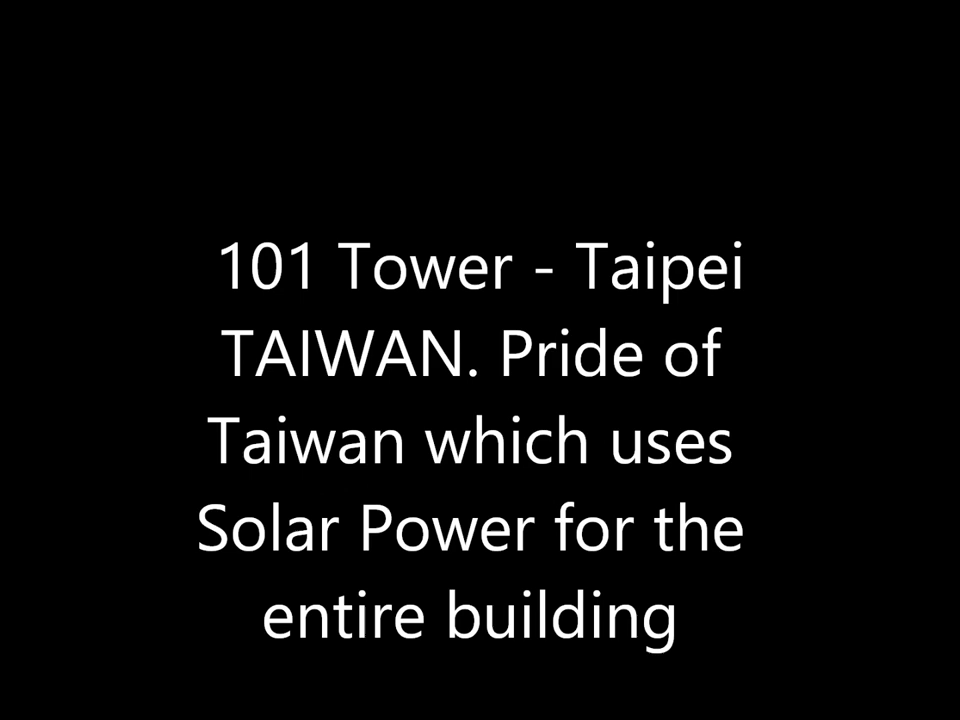 101 Tower - Taipei
TAIWAN. Pride of
Taiwan which uses
Solar Power for the
entire building